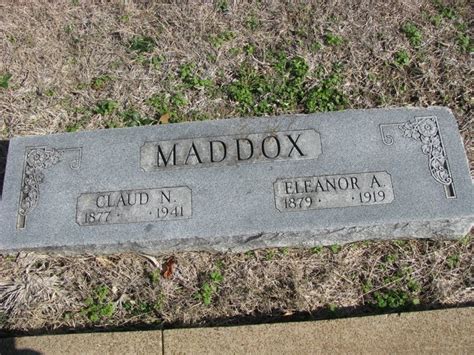 MADDOX
CLAUD N.
1877 1941
ELEANOR A.
1879 1919